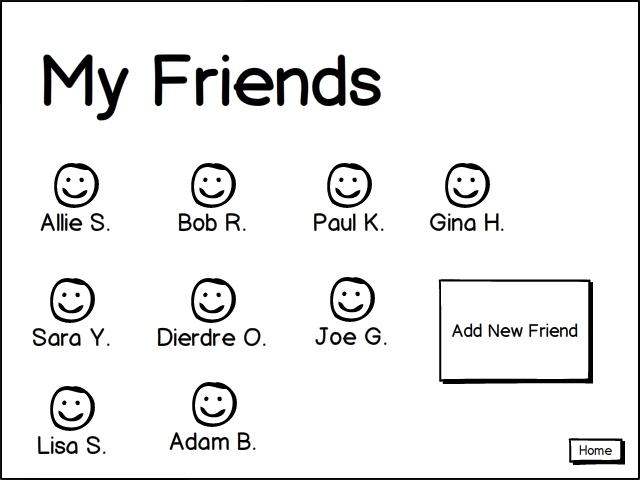 My Friends
Allie S. Bob R. Paul K. Gina H.
Sara Y. Dierdre O. Joe G. Add New Friend
Lisa S. Adam B.
Home